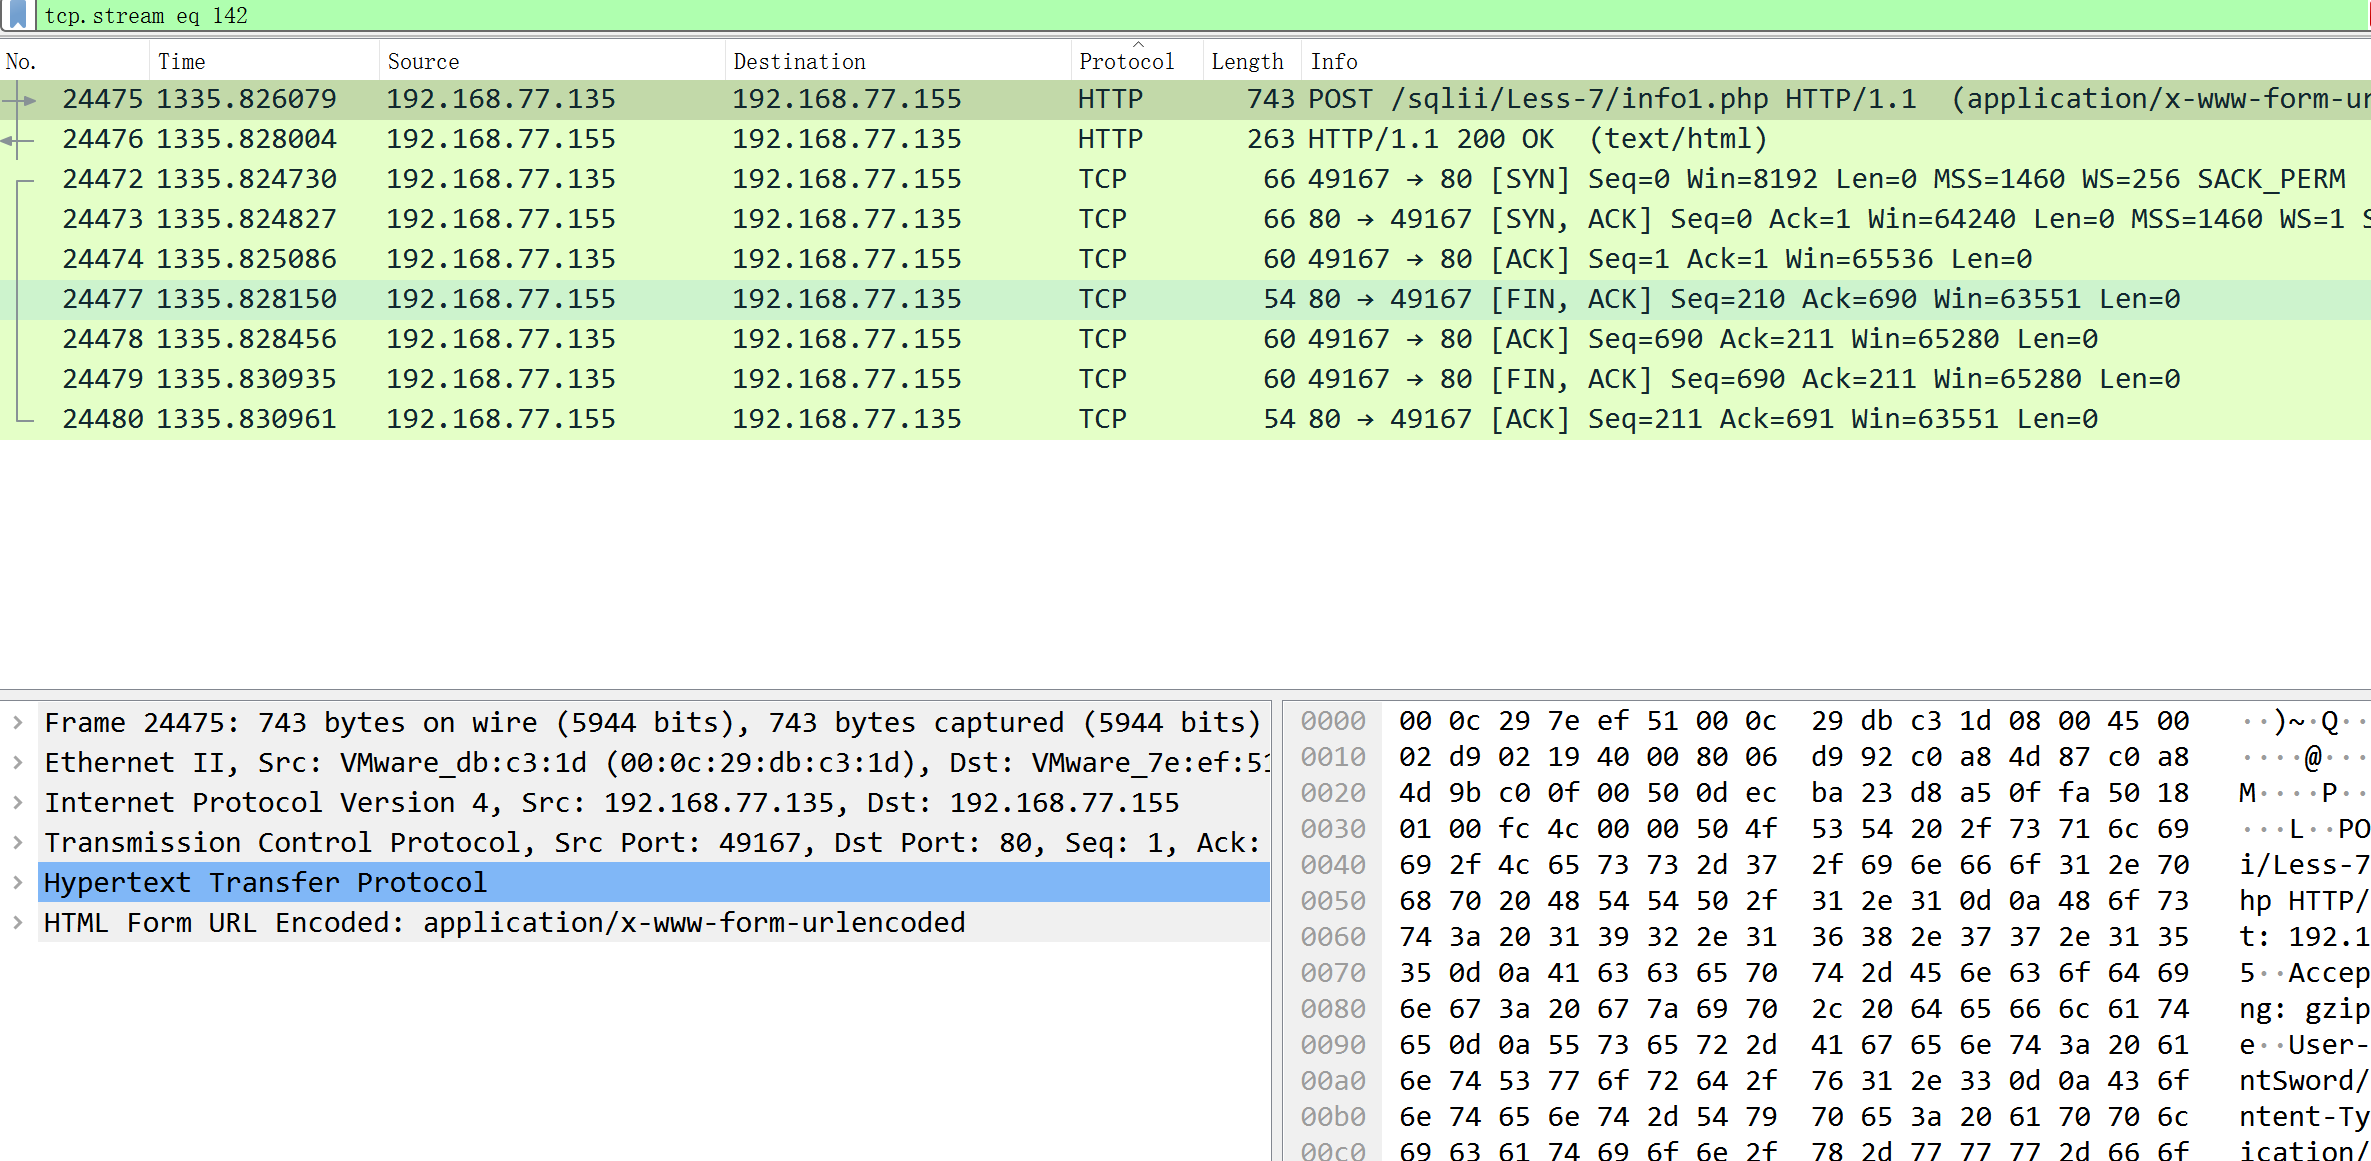 tcp.stream eq 142
No. Time Source Destination Protocol Length Info
24475 1335.826079 192.168.77.135 192.168.77.155 HTTP 743 POST /sqlii/Less-7/info1.php HTTP/1.1 (application/x-www-form-ur
24476 1335.828004 192.168.77.155 192.168.77.135 HTTP 263 HTTP/1.1 200 OK (text/html)
24472 1335.824730 192.168.77.135 192.168.77.155 TCP 66 49167 → 80 [SYN] Seq=0 Win=8192 Len=0 MSS=1460 WS=256 SACK_PERM
24473 1335.824827 192.168.77.155 192.168.77.135 TCP 66 80 → 49167 [SYN, ACK] Seq=0 Ack=1 Win=64240 Len=0 MSS=1460 WS=1 S
24474 1335.825086 192.168.77.135 192.168.77.155 TCP 60 49167 → 80 [ACK] Seq=1 Ack=1 Win=65536 Len=0
24477 1335.828150 192.168.77.155 192.168.77.135 TCP 54 80 → 49167 [FIN, ACK] Seq=210 Ack=690 Win=63551 Len=0
24478 1335.828456 192.168.77.135 192.168.77.155 TCP 60 49167 → 80 [ACK] Seq=690 Ack=211 Win=65280 Len=0
24479 1335.830935 192.168.77.135 192.168.77.155 TCP 60 49167 → 80 [FIN, ACK] Seq=690 Ack=211 Win=65280 Len=0
24480 1335.830961 192.168.77.155 192.168.77.135 TCP 54 80 → 49167 [ACK] Seq=211 Ack=691 Win=63551 Len=0
Frame 24475: 743 bytes on wire (5944 bits), 743 bytes captured (5944 bits)
Ethernet II, Src: VMware_db:c3:1d (00:0c:29:db:c3:1d), Dst: VMware_7e:ef:51
Internet Protocol Version 4, Src: 192.168.77.135, Dst: 192.168.77.155
Transmission Control Protocol, Src Port: 49167, Dst Port: 80, Seq: 1, Ack:
Hypertext Transfer Protocol
HTML Form URL Encoded: application/x-www-form-urlencoded
0000 00 0c 29 7e ef 51 00 0c 29 db c3 1d 08 00 45 00 ··)~·Q··
0010 02 d9 02 19 40 00 80 06 d9 92 c0 a8 4d 87 c0 a8 ····@···
0020 4d 9b c0 0f 00 50 0d ec ba 23 d8 a5 0f fa 50 18 M····P··
0030 01 00 fc 4c 00 00 50 4f 53 54 20 2f 73 71 6c 69 ···L··PO
0040 69 2f 4c 65 73 73 2d 37 2f 69 6e 66 6f 31 2e 70 i/Less-7
0050 68 70 20 48 54 54 50 2f 31 2e 31 0d 0a 48 6f 73 hp HTTP/
0060 74 3a 20 31 39 32 2e 31 36 38 2e 37 37 2e 31 35 t: 192.1
0070 35 0d 0a 41 63 63 65 70 74 2d 45 6e 63 6f 64 69 5··Accep
0080 6e 67 3a 20 67 7a 69 70 2c 20 64 65 66 6c 61 74 ng: gzip
0090 65 0d 0a 55 73 65 72 2d 41 67 65 6e 74 3a 20 61 e··User-
00a0 6e 74 53 77 6f 72 64 2f 76 31 2e 33 0d 0a 43 6f ntSword/
00b0 6e 74 65 6e 74 2d 54 79 70 65 3a 20 61 70 70 6c ntent-Ty
00c0 69 63 61 74 69 6f 6e 2f 78 2d 77 77 77 2d 66 6f ication/